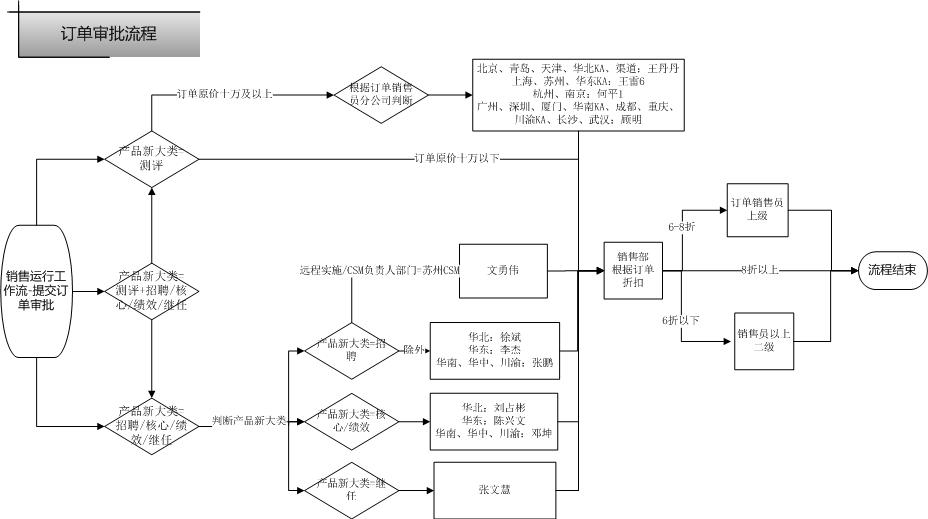 订单审批流程
北京、青岛、天津、华北KA、渠道：王丹丹
上海、苏州、华东KA：王雷6
杭州、南京：何平1
广州、深圳、厦门、华南KA、成都、重庆、
川渝KA、长沙、武汉：顾明
订单原价十万及以上
根据订单销售
员分公司判断
产品新大类=
测评
订单原价十万以下
订单销售员
上级
6-8折
销售运行工
作流-提交订
单审批
产品新大类=
测评+招聘/核
心/绩效/继任
远程实施/CSM负责人部门=苏州CSM
文勇伟
销售部
根据订单
折扣
8折以上
流程结束
6折以下
销售员以上
二级
产品新大类=招
聘
除外
华北：徐斌
华东：李杰
华南、华中、川渝：张鹏
产品新大类=
招聘/核心/绩
效/继任
判断产品新大类
产品新大类=核
心/绩效
华北：刘占彬
华东：陈兴文
华南、华中、川渝：邓坤
产品新大类=继
任
张文慧